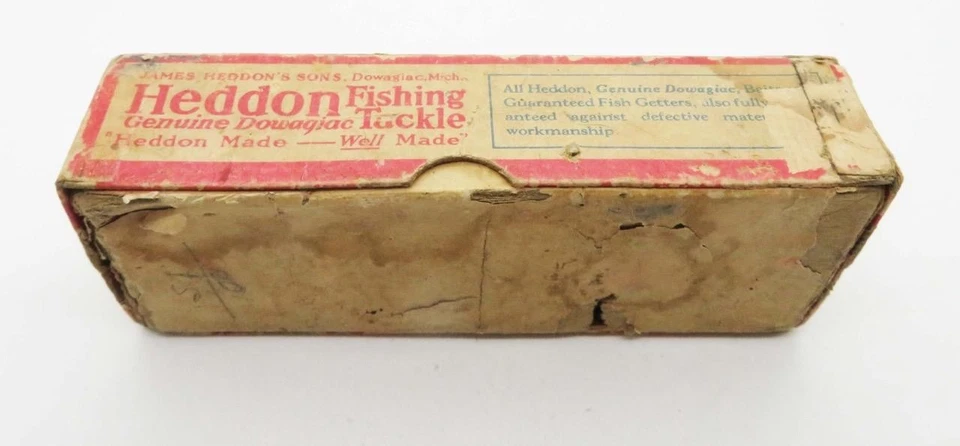 JAMES HEDDON'S SONS, Dowagiac, Mich.
Heddon Fishing Tackle
Genuine Dowagiac
"Heddon Made — Well Made"
All Heddon, Genuine Dowagiac,
Guaranteed Fish Getters, also fully
anteed against defective mate
workmanship